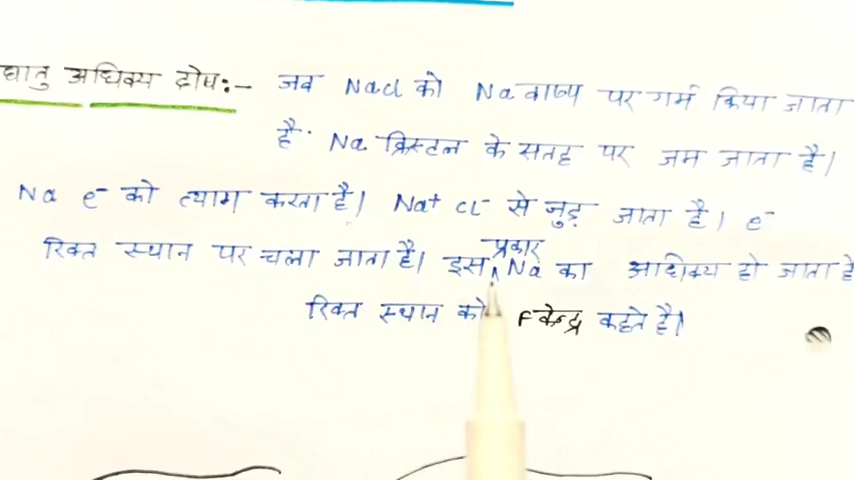 धातु अधिक्य दोष:- जब Nacl को Na वाष्प पर गर्म किया जाता
है. Na क्रिस्टल के सतह पर जम जाता है।
Na e⁻ को त्याग करता है। Na⁺ Cl⁻ से जुड़ जाता है। e⁻
रिक्त स्थान पर चला जाता है। इस प्रकार Na का आधिक्य हो जाता है
रिक्त स्थान को F केन्द्र कहते है।